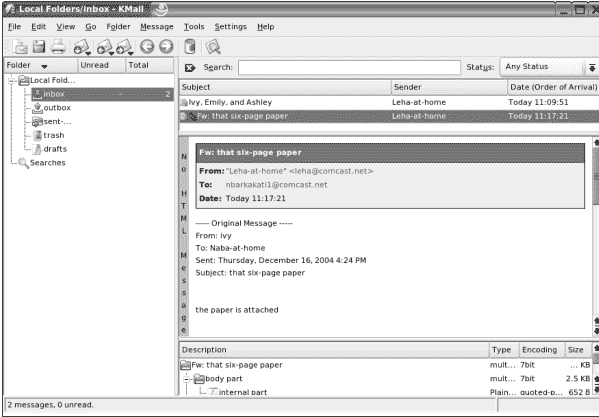 Local Folders/inbox - KMail
File Edit View Go Folder Message Tools Settings Help
Folder Unread Total
Search: Status: Any Status
Local Fold...
inbox - 2
outbox
sent-...
trash
drafts
Searches
Subject Sender Date (Order of Arrival)
Ivy, Emily, and Ashley Leha-at-home Today 11:09:51
Fw: that six-page paper Leha-at-home Today 11:17:21
No HTML Message
Fw: that six-page paper
From: "Leha-at-home" <leha@comcast.net>
To: nbarkakati1@comcast.net
Date: Today 11:17:21
----- Original Message -----
From: Ivy
To: Naba-at-home
Sent: Thursday, December 16, 2004 4:24 PM
Subject: that six-page paper
the paper is attached
Description Type Encoding Size
Fw: that six-page paper mult... 7bit ... KB
body part mult... 7bit 2.5 KB
internal part Plain... quoted-p... 652 B
2 messages, 0 unread.